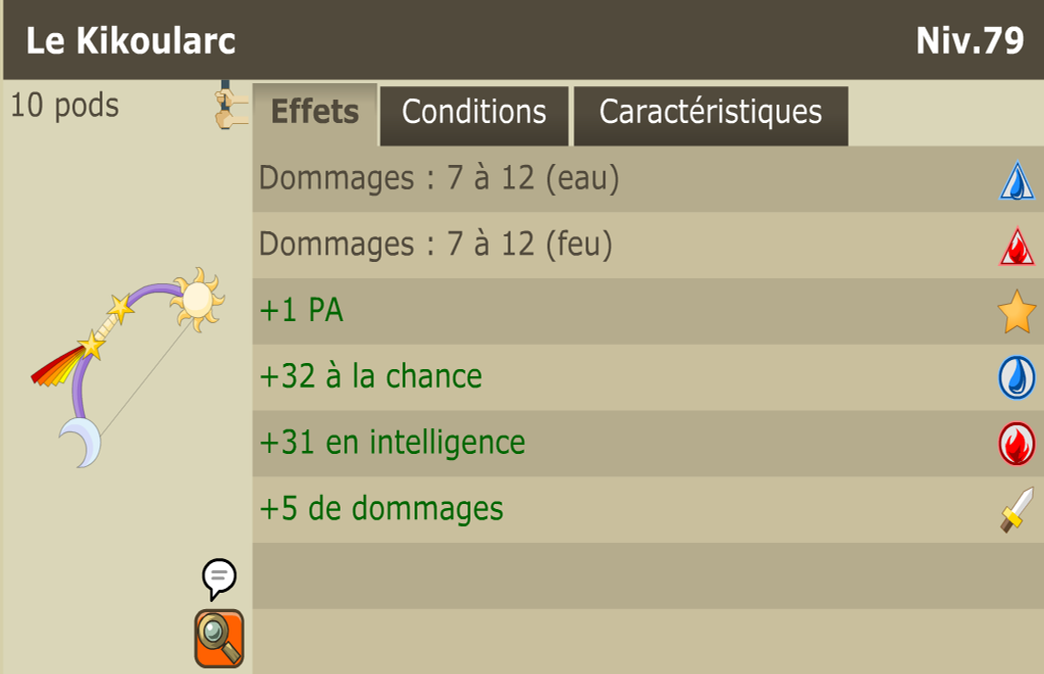 Le Kikoularc
Niv.79
10 pods
Effets
Conditions
Caractéristiques
Dommages : 7 à 12 (eau)
Dommages : 7 à 12 (feu)
+1 PA
+32 à la chance
+31 en intelligence
+5 de dommages